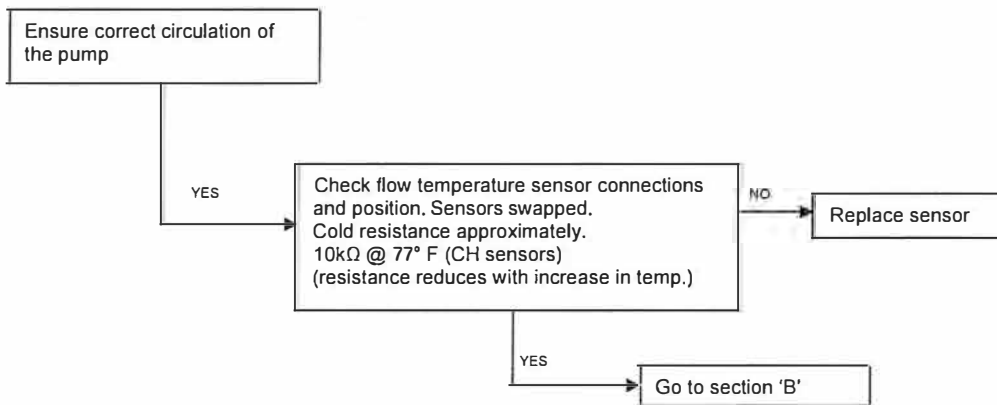 Ensure correct circulation of
the pump
YES
Check flow temperature sensor connections
and position. Sensors swapped.
Cold resistance approximately.
10kΩ @ 77° F (CH sensors)
(resistance reduces with increase in temp.)
NO
Replace sensor
YES
Go to section 'B'